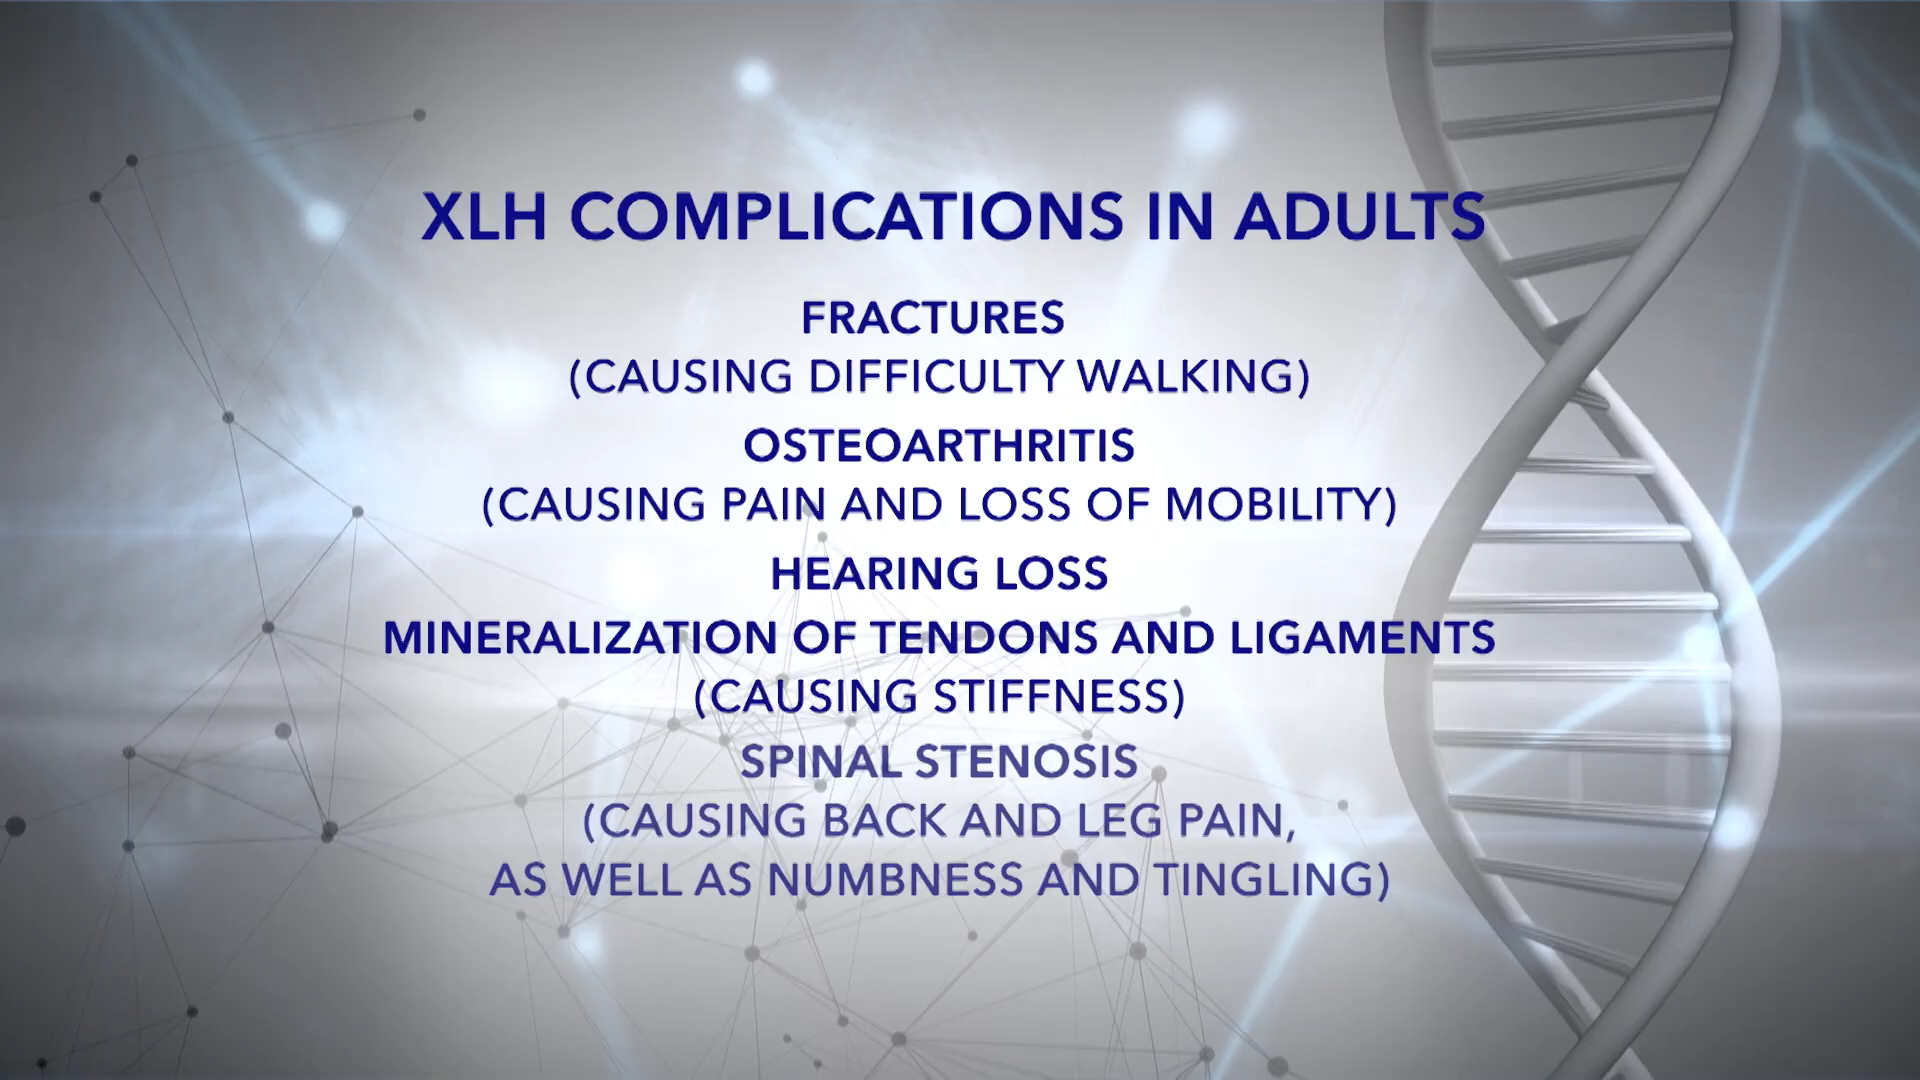 XLH COMPLICATIONS IN ADULTS
FRACTURES
(CAUSING DIFFICULTY WALKING)
OSTEOARTHRITIS
(CAUSING PAIN AND LOSS OF MOBILITY)
HEARING LOSS
MINERALIZATION OF TENDONS AND LIGAMENTS
(CAUSING STIFFNESS)
SPINAL STENOSIS
(CAUSING BACK AND LEG PAIN,
AS WELL AS NUMBNESS AND TINGLING)